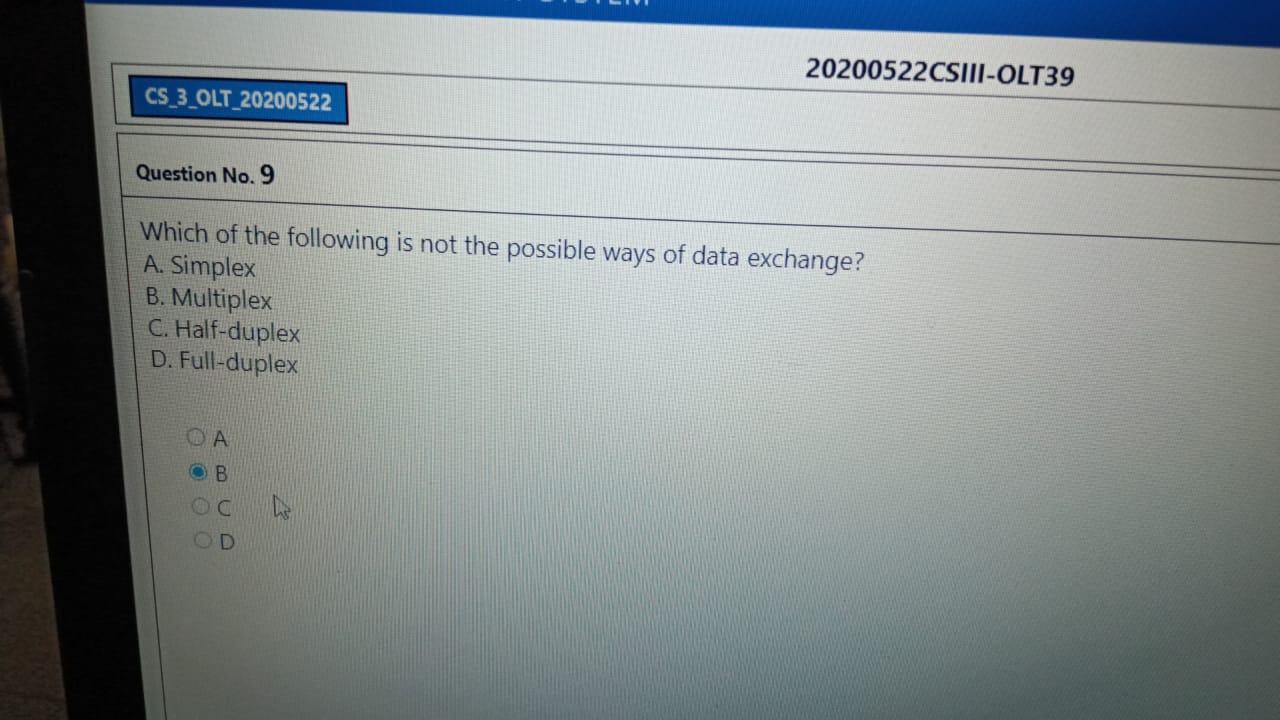 20200522CSIII-OLT39
CS_3_OLT_20200522
Question No. 9
Which of the following is not the possible ways of data exchange?
A. Simplex
B. Multiplex
C. Half-duplex
D. Full-duplex
A
B
C
D